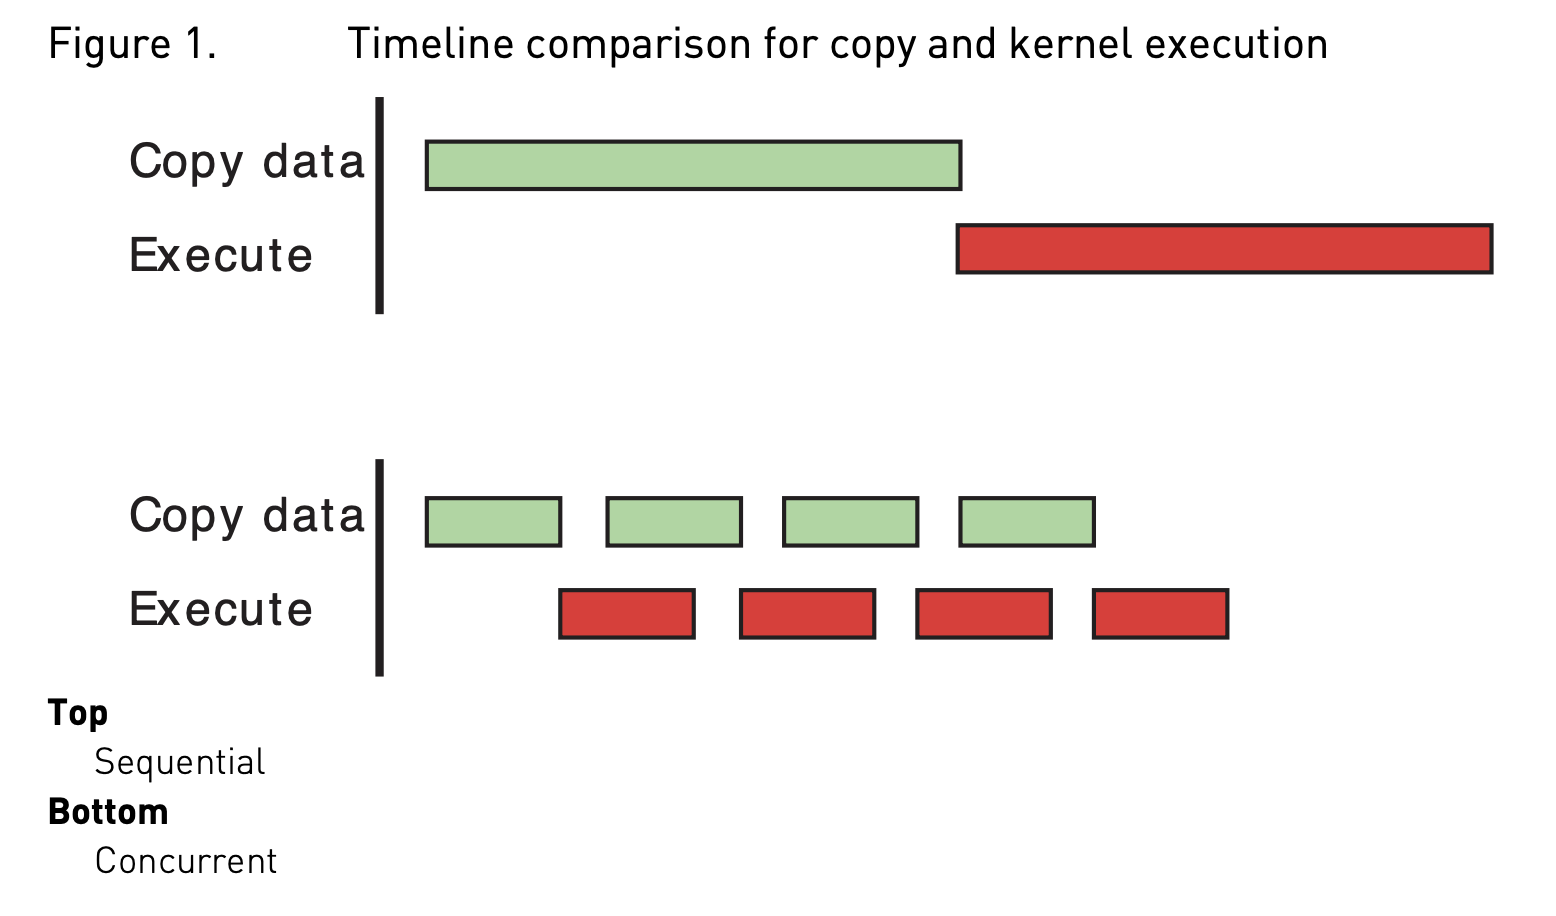 Figure 1. Timeline comparison for copy and kernel execution
Copy data
Execute
Copy data
Execute
Top
Sequential
Bottom
Concurrent